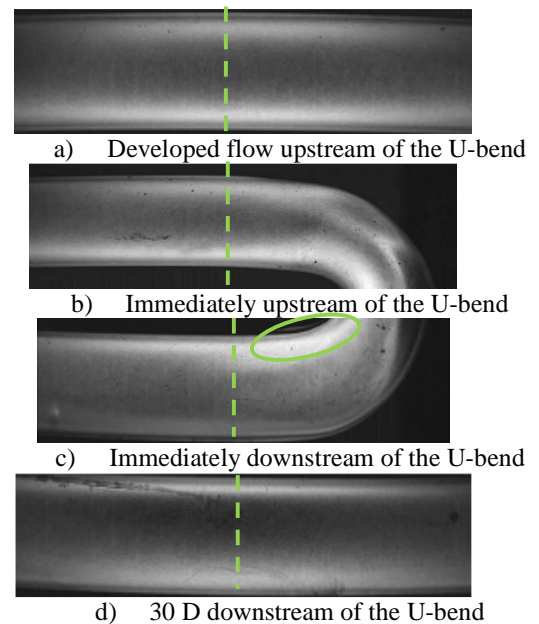 a) Developed flow upstream of the U-bend
b) Immediately upstream of the U-bend
c) Immediately downstream of the U-bend
d) 30 D downstream of the U-bend